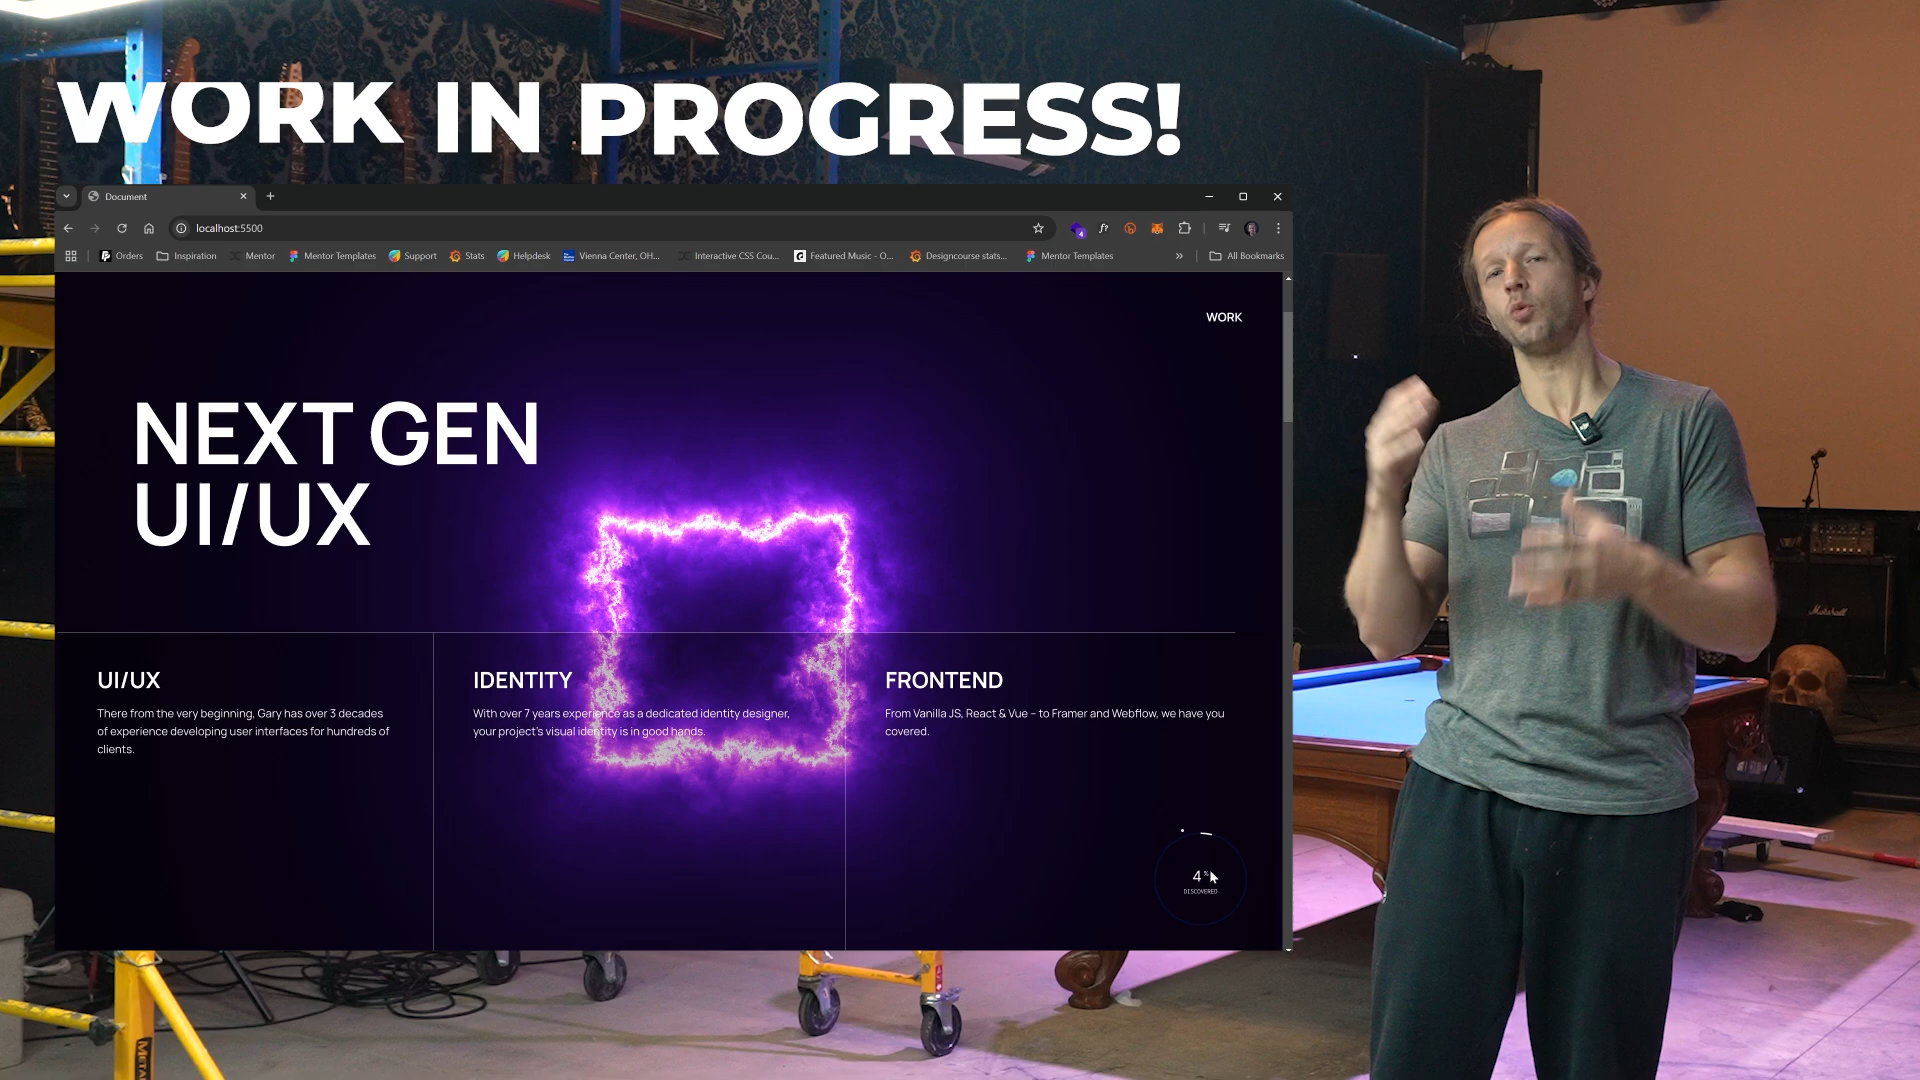 WORK IN PROGRESS!
Document
localhost:5500
Orders
Inspiration
Mentor
Mentor Templates
Support
Stats
Helpdesk
Vienna Center, OH...
Interactive CSS Cou...
Featured Music - O...
Designcourse stats...
Mentor Templates
All Bookmarks
WORK
NEXT GEN
UI/UX
UI/UX
There from the very beginning, Gary has over 3 decades
of experience developing user interfaces for hundreds of
clients.
IDENTITY
With over 7 years experience as a dedicated identity designer,
your project's visual identity is in good hands.
FRONTEND
From Vanilla JS, React & Vue – to Framer and Webflow, we have you
covered.
4 %
DISCOVERED
Marshall